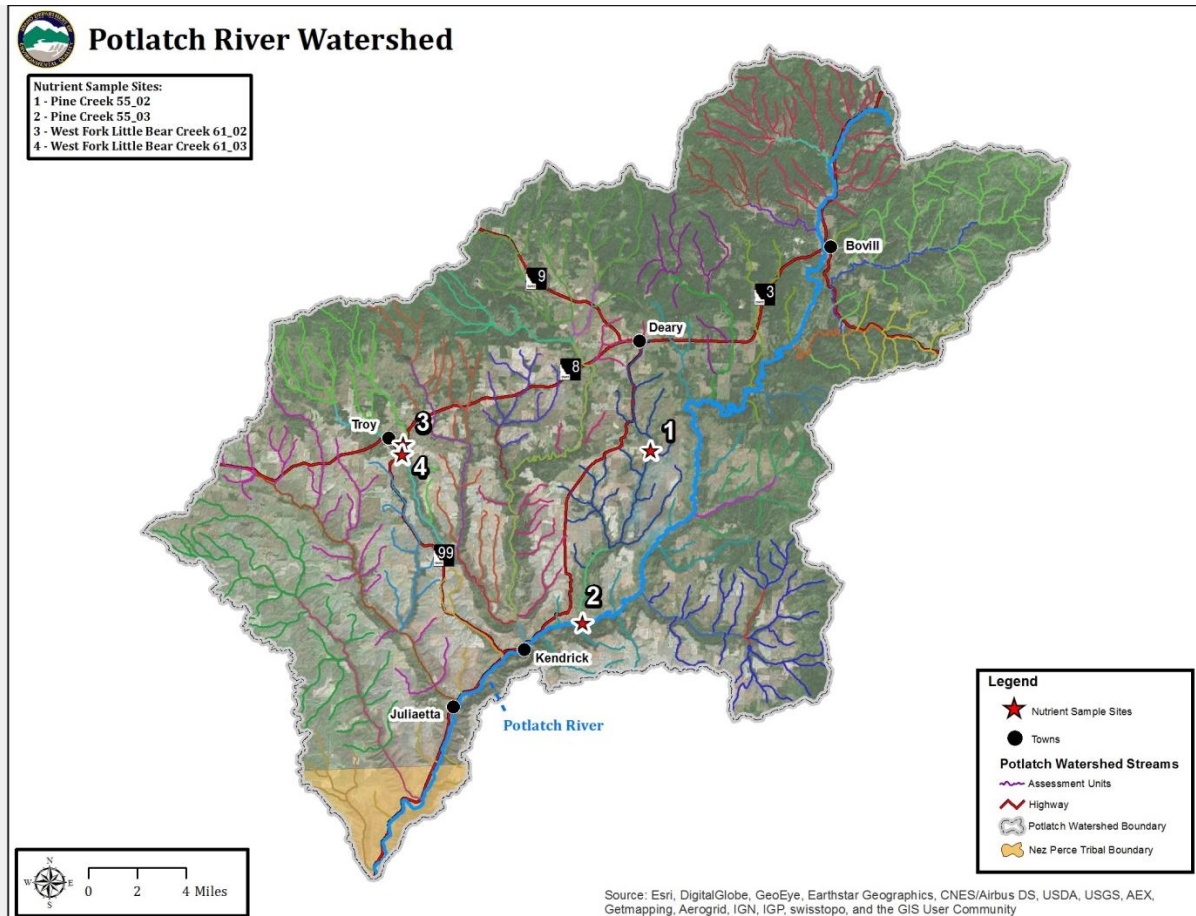 Potlatch River Watershed
Nutrient Sample Sites:
1 - Pine Creek 55_02
2 - Pine Creek 55_03
3 - West Fork Little Bear Creek 61_02
4 - West Fork Little Bear Creek 61_03
Bovill
9
3
Deary
8
Troy
3
4
1
99
2
Kendrick
Juliaetta
Potlatch River
Legend
Nutrient Sample Sites
Towns
Potlatch Watershed Streams
Assessment Units
Highway
Potlatch Watershed Boundary
Nez Perce Tribal Boundary
N
W
E
S
0 2 4 Miles
Source: Esri, DigitalGlobe, GeoEye, Earthstar Geographics, CNES/Airbus DS, USDA, USGS, AEX,
Getmapping, Aerogrid, IGN, IGP, swisstopo, and the GIS User Community